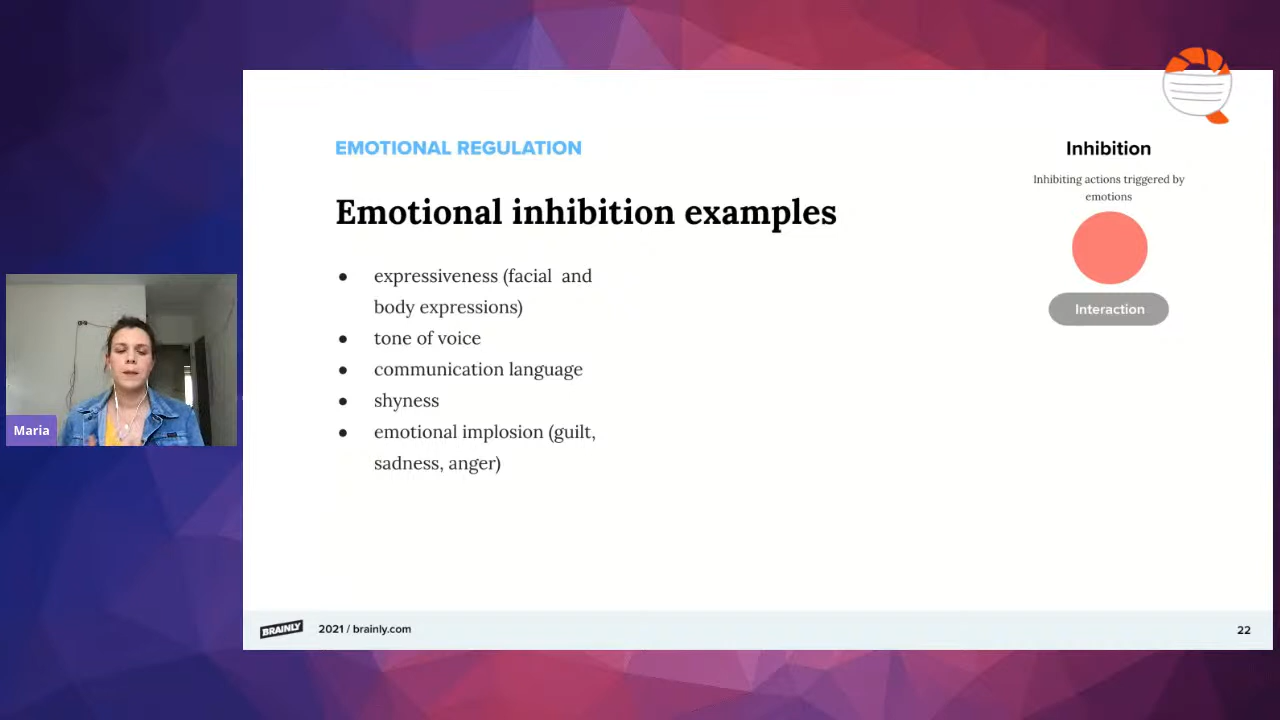 EMOTIONAL REGULATION
Emotional inhibition examples
● expressiveness (facial and
body expressions)
● tone of voice
● communication language
● shyness
● emotional implosion (guilt,
sadness, anger)
Inhibition
Inhibiting actions triggered by
emotions
Interaction
Maria
BRAINLY
2021 / brainly.com
22